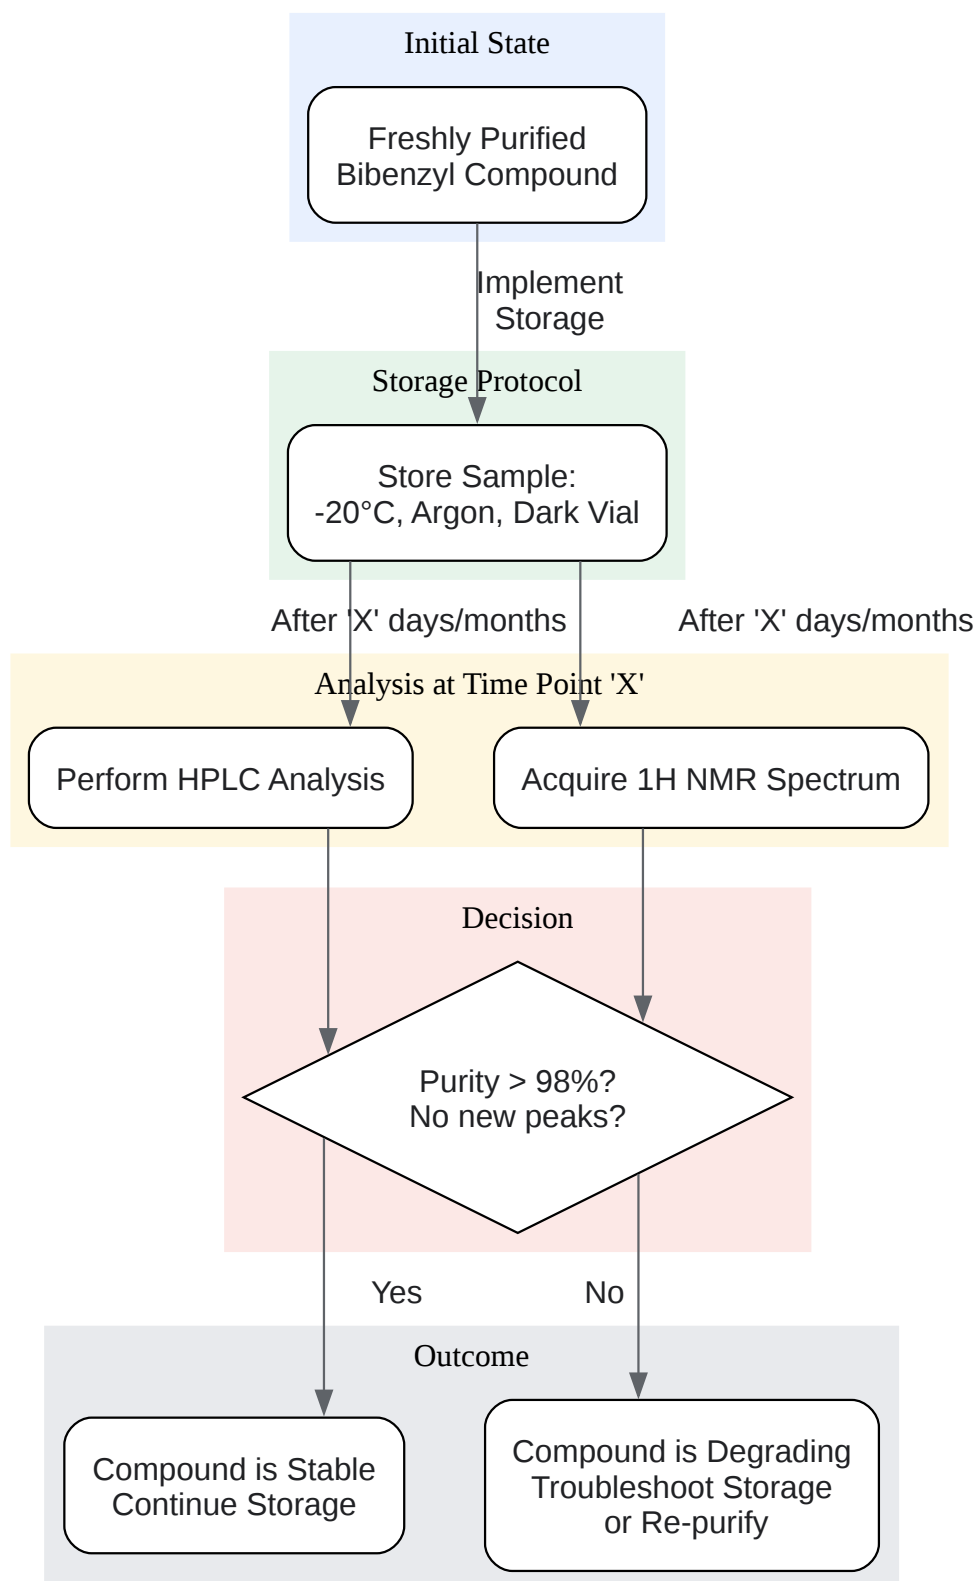 Initial State
Freshly Purified
Bibenzyl Compound
Implement
Storage
Storage Protocol
Store Sample:
-20°C, Argon, Dark Vial
After 'X' days/months
After 'X' days/months
Analysis at Time Point 'X'
Perform HPLC Analysis
Acquire 1H NMR Spectrum
Decision
Purity > 98%?
No new peaks?
Yes
No
Outcome
Compound is Stable
Continue Storage
Compound is Degrading
Troubleshoot Storage
or Re-purify